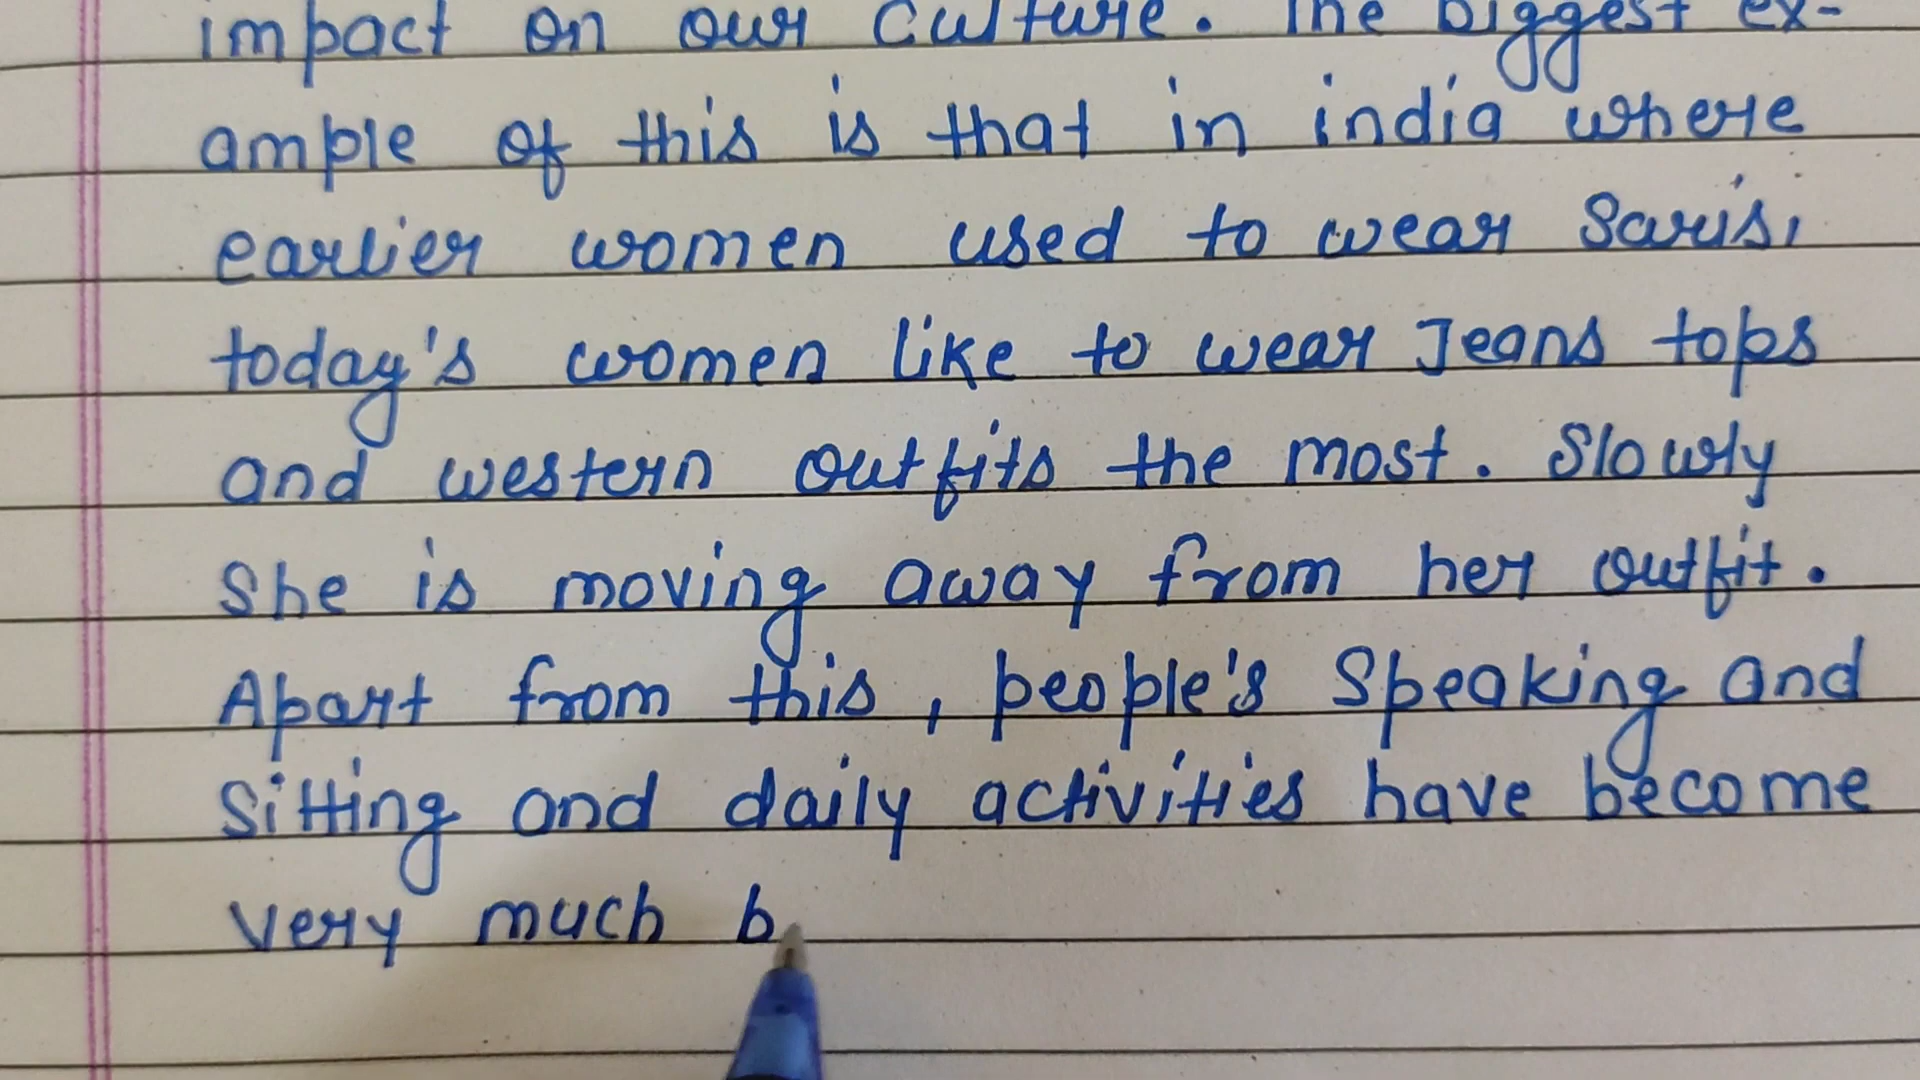 impact on our culture. The biggest ex-
ample of this is that in india where
earlier women used to wear Saris,
today's women like to wear Jeans tops
and western outfits the most. Slowly
She is moving away from her outfit.
Apart from this, people's Speaking and
Sitting and daily activities have become
very much b